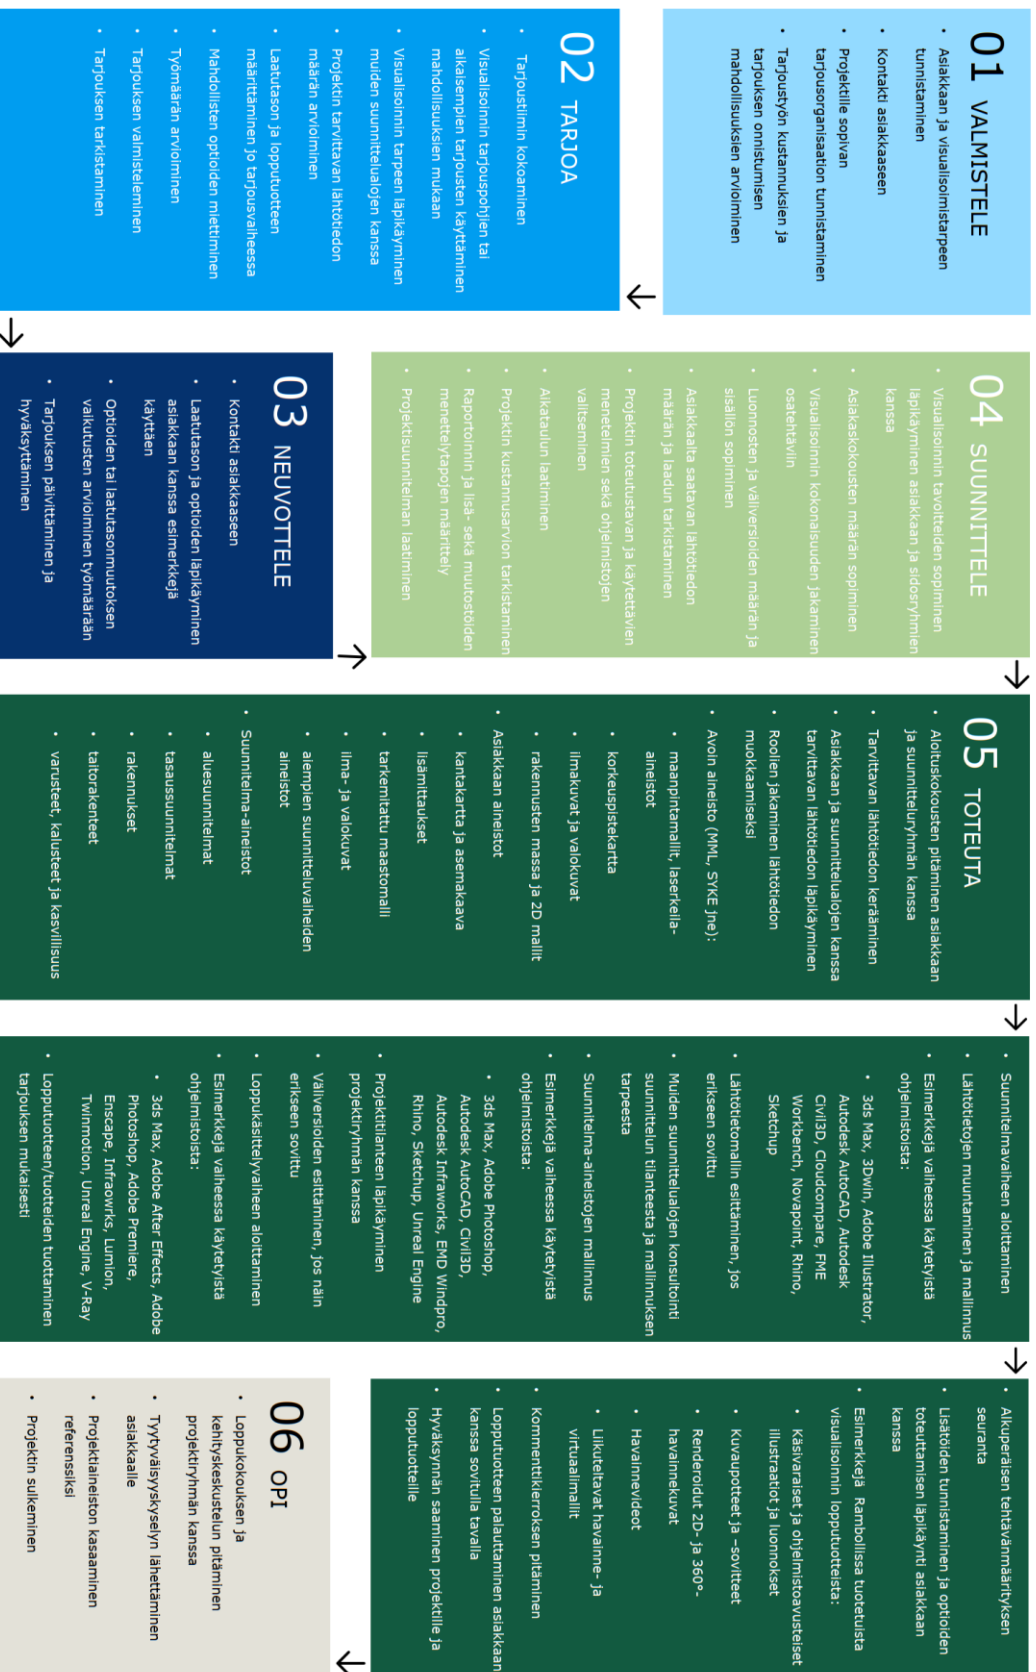 01 VALMISTELE
• Asiakkaan ja visualisoimistarpeen
tunnistaminen
• Kontakti asiakkaaseen
• Projektille sopivan
tarjousorganisaation tunnistaminen
• Tarjoustyön kustannuksien ja
tarjouksen onnistumisen
mahdollisuuksien arvioiminen
02 TARJOA
• Tarjoustiimin kokoaminen
• Visualisoinnin tarjouspohjien tai
aikaisempien tarjousten käyttäminen
mahdollisuuksien mukaan
• Visualisoinnin tarpeen läpikäyminen
muiden suunnittelualojen kanssa
• Projektin tarvittavan lähtötiedon
määrän arvioiminen
• Laatutason ja lopputuotteen
määrittäminen jo tarjousvaiheessa
• Mahdollisten optioiden miettiminen
• Työmäärän arvioiminen
• Tarjouksen valmisteleminen
• Tarjouksen tarkistaminen
03 NEUVOTTELE
• Kontakti asiakkaaseen
• Laatutason ja optioiden läpikäyminen
asiakkaan kanssa esimerkkejä
käyttäen
• Optioiden tai laatutasonmuutoksen
vaikutusten arvioiminen työmäärään
• Tarjouksen päivittäminen ja
hyväksyttäminen
04 SUUNNITTELE
• Visualisoinnin tavoitteiden sopiminen
läpikäyminen asiakkaan ja sidosryhmien
kanssa
• Asiakaskokousten määrän sopiminen
• Visualisoinnin kokonaisuuden jakaminen
osatehtäviin
• Luonnosten ja väliversioiden määrän ja
sisällön sopiminen
• Asiakkaalta saatavan lähtötiedon
määrän ja laadun tarkistaminen
• Projektin toteutustavan ja käytettävien
menetelmien sekä ohjelmistojen
valitseminen
• Aikataulun laatiminen
• Projektin kustannusarvion tarkistaminen
• Raportoinnin ja lisä- sekä muutostöiden
menettelytapojen määrittely
• Projektisuunnitelman laatiminen
05 TOTEUTA
• Aloituskokousten pitäminen asiakkaan
ja suunnitteluryhmän kanssa
• Tarvittavan lähtötiedon kerääminen
• Asiakkaan ja suunnittelualojen kanssa
tarvittavan lähtötiedon läpikäyminen
• Roolien jakaminen lähtötiedon
muokkaamiseksi
• Avoin aineisto (MML, SYKE jne):
• maanpintamallit, laserkeila-
aineistot
• korkeuspistekartta
• ilmakuvat ja valokuvat
• rakennusten massa ja 2D mallit
• Asiakkaan aineistot
• kantakartta ja asemakaava
• lisämittaukset
• tarkemitattu maastomalli
• ilma- ja valokuvat
• aiempien suunnitteluvaiheiden
aineistot
• Suunnitelma-aineistot
• aluesuunnitelmat
• tasaussuunnitelmat
• rakennukset
• taitorakenteet
• varusteet, kalusteet ja kasvillisuus
• Suunnitelmavaiheen aloittaminen
• Lähtötietojen muuntaminen ja mallinnus
• Esimerkkejä vaiheessa käytetyistä
ohjelmistoista:
• 3ds Max, 3Dwin, Adobe Illustrator,
Autodesk AutoCAD, Autodesk
Civil3D, Cloudcompare, FME
Workbench, Novapoint, Rhino,
Sketchup
• Lähtötietomallin esittäminen, jos
erikseen sovittu
• Muiden suunnittelualojen konsultointi
suunnittelun tilanteesta ja mallinnuksen
tarpeesta
• Suunnitelma-aineistojen mallinnus
• Esimerkkejä vaiheessa käytetyistä
ohjelmistoista:
• 3ds Max, Adobe Photoshop,
Autodesk AutoCAD, Civil3D,
Autodesk Infraworks, EMD Windpro,
Rhino, Sketchup, Unreal Engine
• Projektitilanteen läpikäyminen
projektiryhmän kanssa
• Väliversioiden esittäminen, jos näin
erikseen sovittu
• Loppukäsittelyvaiheen aloittaminen
• Esimerkkejä vaiheessa käytetyistä
ohjelmistoista:
• 3ds Max, Adobe After Effects, Adobe
Photoshop, Adobe Premiere,
Enscape, Infraowrks, Lumion,
Twinmotion, Unreal Engine, V-Ray
• Lopputuotteen/tuotteiden tuottaminen
tarjouksen mukaisesti
• Alkuperäisen tehtävänmäärityksen
seuranta
• Lisätöiden tunnistaminen ja optioiden
toteuttamisen läpikäynti asiakkaan
kanssa
• Esimerkkejä Rambollissa tuotetuista
visualisoinnin lopputuotteista:
• Käsivaraiset ja ohjelmistoavusteiset
illustraatiot ja luonnokset
• Kuvaupotteet ja –sovitteet
• Renderoidut 2D- ja 360°-
havainnekuvat
• Havainnevideot
• Liikuteltavat havainne- ja
virtuaalimallit
• Kommenttikierroksen pitäminen
• Lopputuotteen palauttaminen asiakkaan
kanssa sovitulla tavalla
• Hyväksynnän saaminen projektille ja
lopputuotteille
06 OPI
• Loppukokouksen ja
kehityskeskustelun pitäminen
projektiryhmän kanssa
• Tyytyväisyyskyselyn lähettäminen
asiakkaalle
• Projektiaineiston kasaaminen
referenssiksi
• Projektin sulkeminen